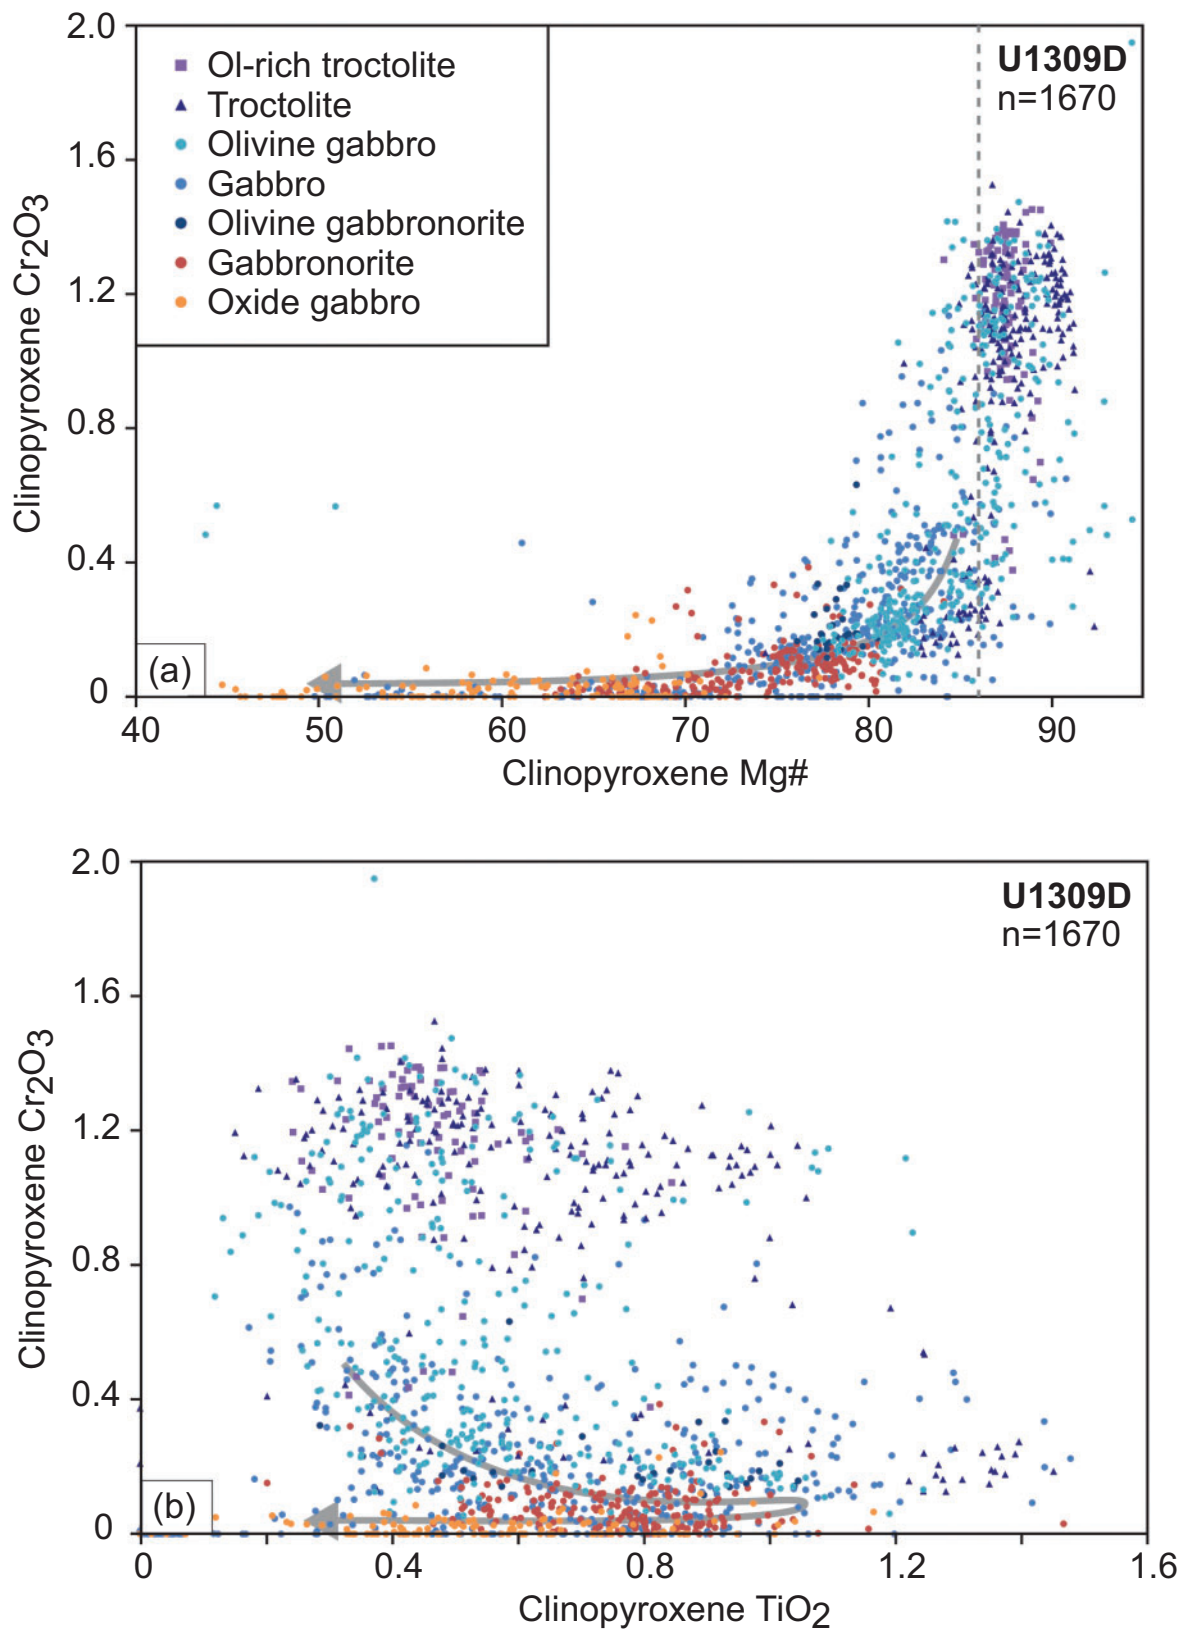 2.0
1.6
1.2
0.8
0.4
0
Clinopyroxene Cr2O3
Ol-rich troctolite
Troctolite
Olivine gabbro
Gabbro
Olivine gabbronorite
Gabbronorite
Oxide gabbro
U1309D
n=1670
(a)
40 50 60 70 80 90
Clinopyroxene Mg#
2.0
1.6
1.2
0.8
0.4
0
Clinopyroxene Cr2O3
U1309D
n=1670
(b)
0 0.4 0.8 1.2 1.6
Clinopyroxene TiO2